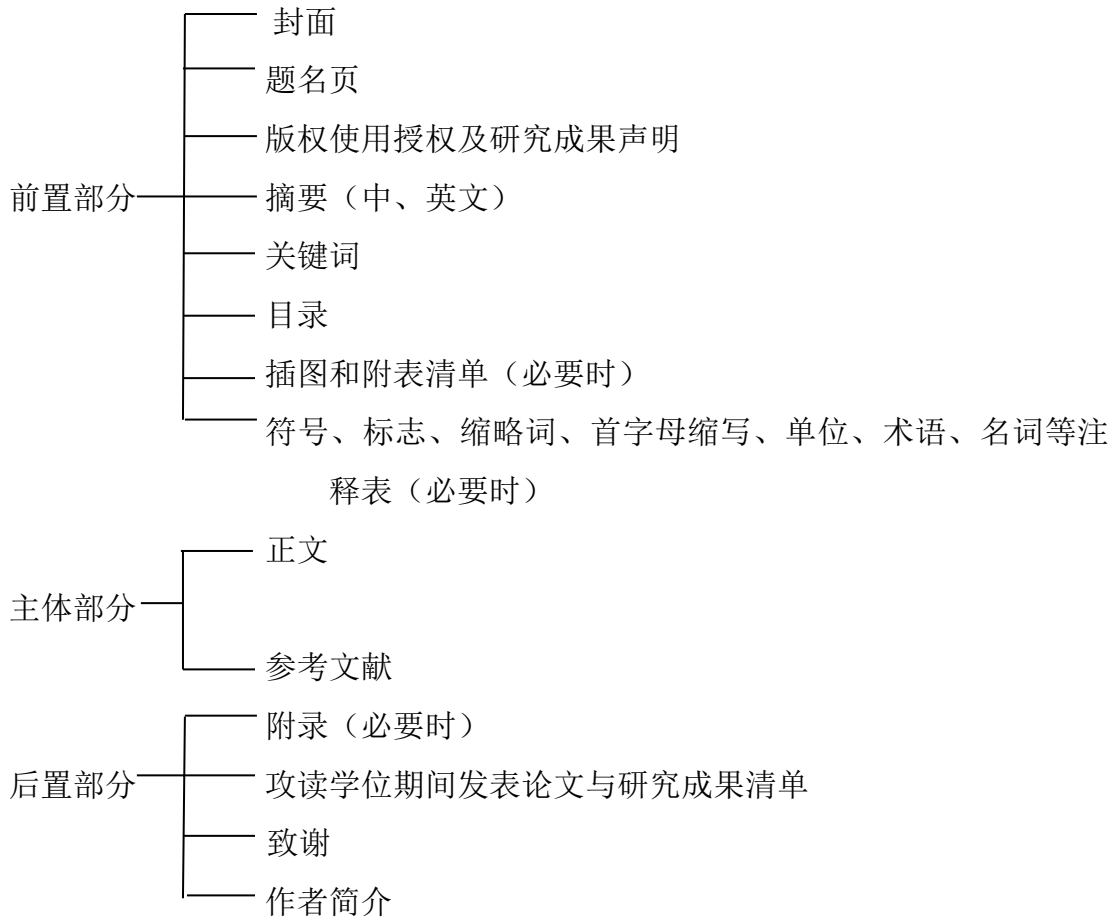 封面
题名页
版权使用授权及研究成果声明
前置部分
摘要（中、英文）
关键词
目录
插图和附表清单（必要时）
符号、标志、缩略词、首字母缩写、单位、术语、名词等注
释表（必要时）
正文
主体部分
参考文献
附录（必要时）
后置部分
攻读学位期间发表论文与研究成果清单
致谢
作者简介